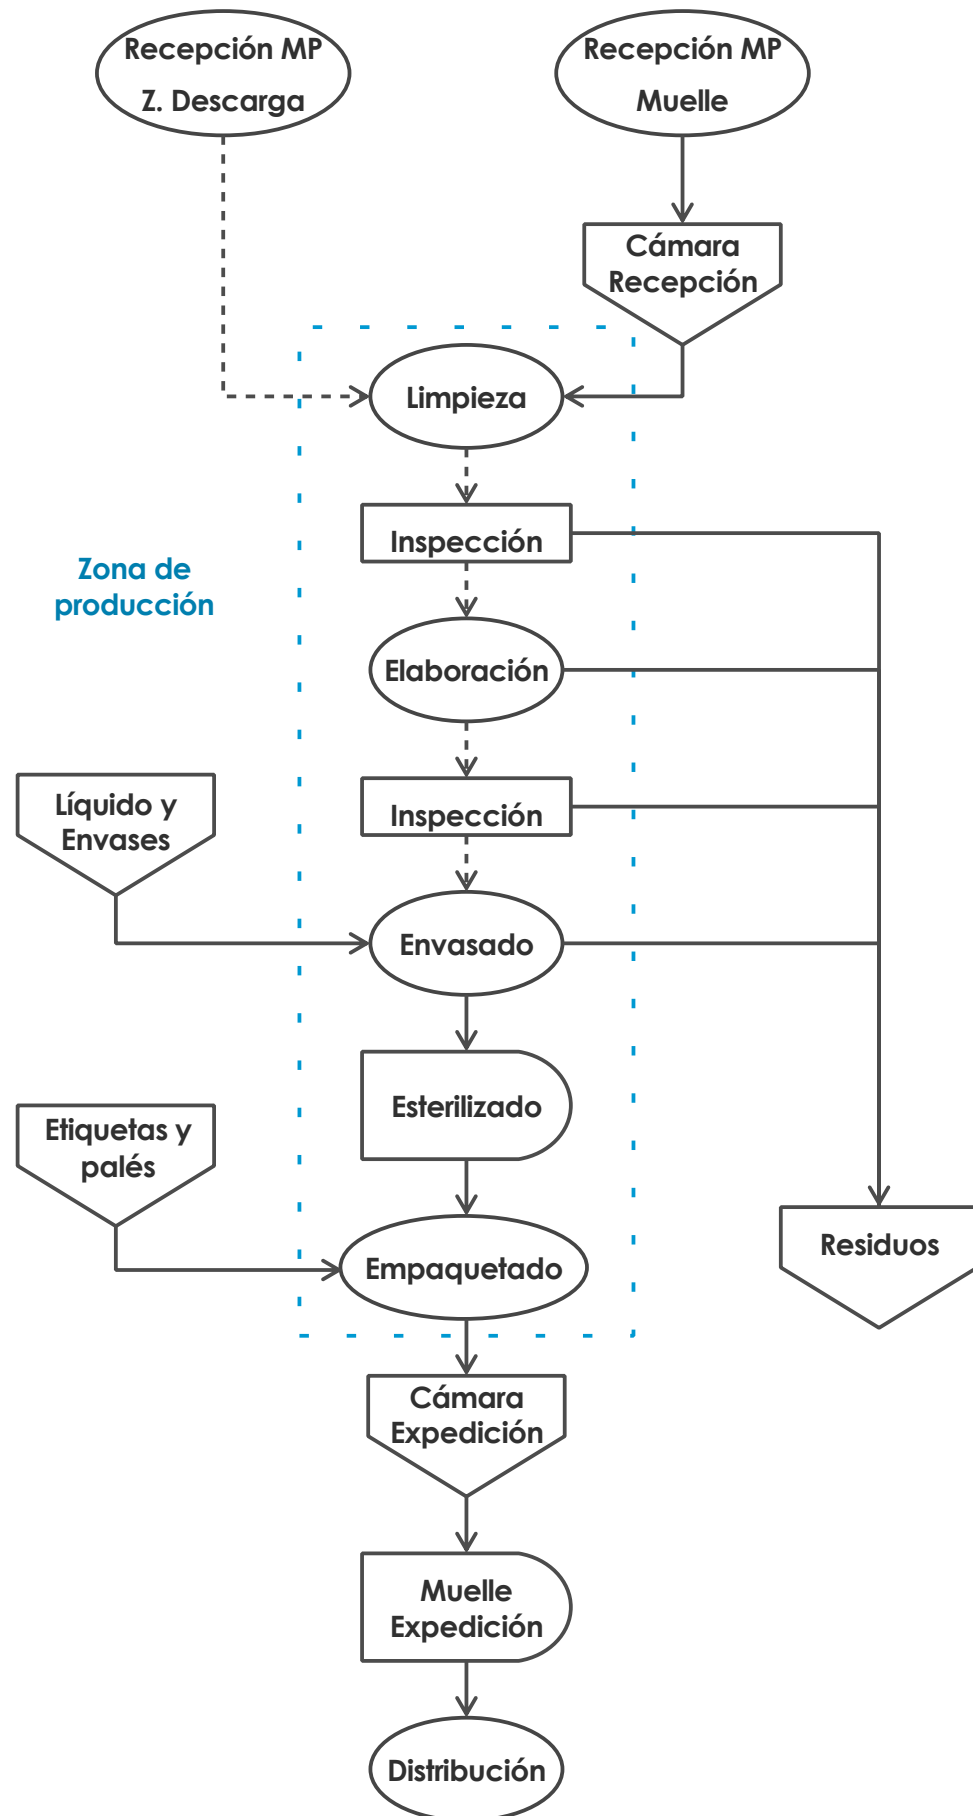 Recepción MP
Z. Descarga
Recepción MP
Muelle
Cámara
Recepción
Limpieza
Inspección
Zona de
producción
Elaboración
Inspección
Líquido y
Envases
Envasado
Esterilizado
Etiquetas y
palés
Empaquetado
Residuos
Cámara
Expedición
Muelle
Expedición
Distribución